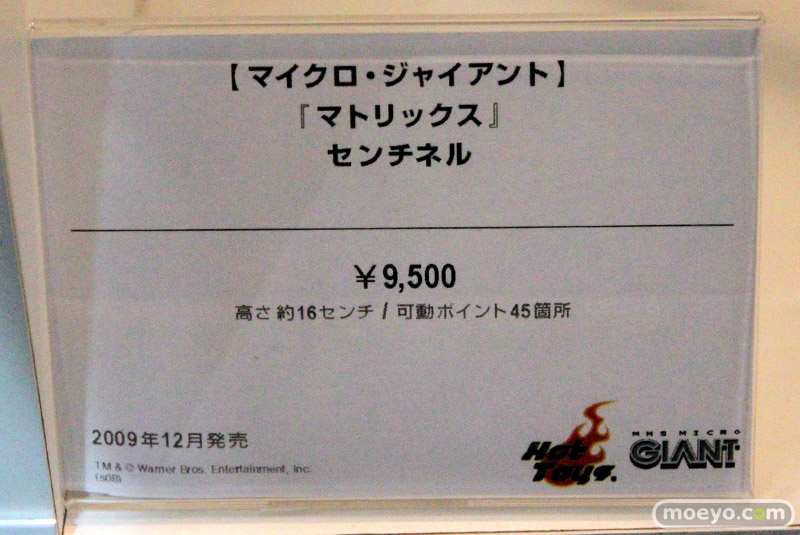 【マイクロ・ジャイアント】
『マトリックス』
センチネル
￥9,500
高さ 約16センチ / 可動ポイント45箇所
2009年12月発売
TM & © Warner Bros. Entertainment, Inc.
(s08)
Hot Toys.
MMS MICRO
GIANT
moeyo.com